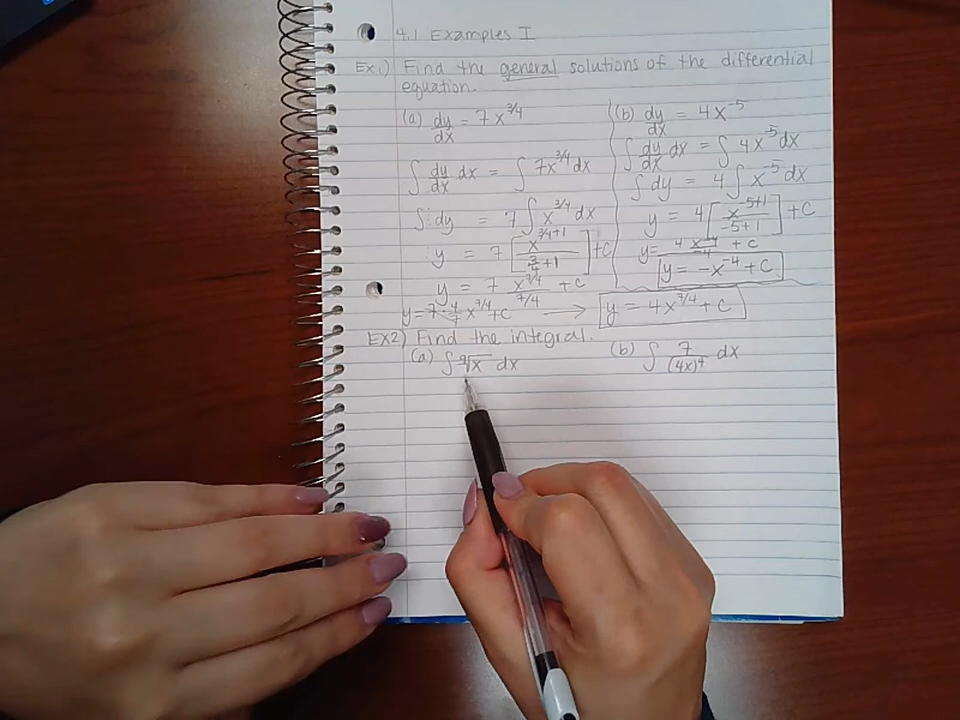 4.1 Examples I
Ex1) Find the general solutions of the differential
equation.
(a) dy/dx = 7x^3/4
∫ dy/dx dx = ∫ 7x^3/4 dx
∫ dy = 7 ∫ x^3/4 dx
y = 7 [ x^(3/4+1) / (3/4+1) ] + C
y = 7 x^7/4 / 7/4 + C
y = 7 · 4/7 x^7/4 + C → y = 4x^7/4 + C
(b) dy/dx = 4x^-5
∫ dy/dx dx = ∫ 4x^-5 dx
∫ dy = 4 ∫ x^-5 dx
y = 4 [ x^(-5+1) / (-5+1) ] + C
y = 4 x^-4 / -4 + C
y = -x^-4 + C
Ex2) Find the integral.
(a) ∫ ⁹√x dx (b) ∫ 7/(4x)^4 dx